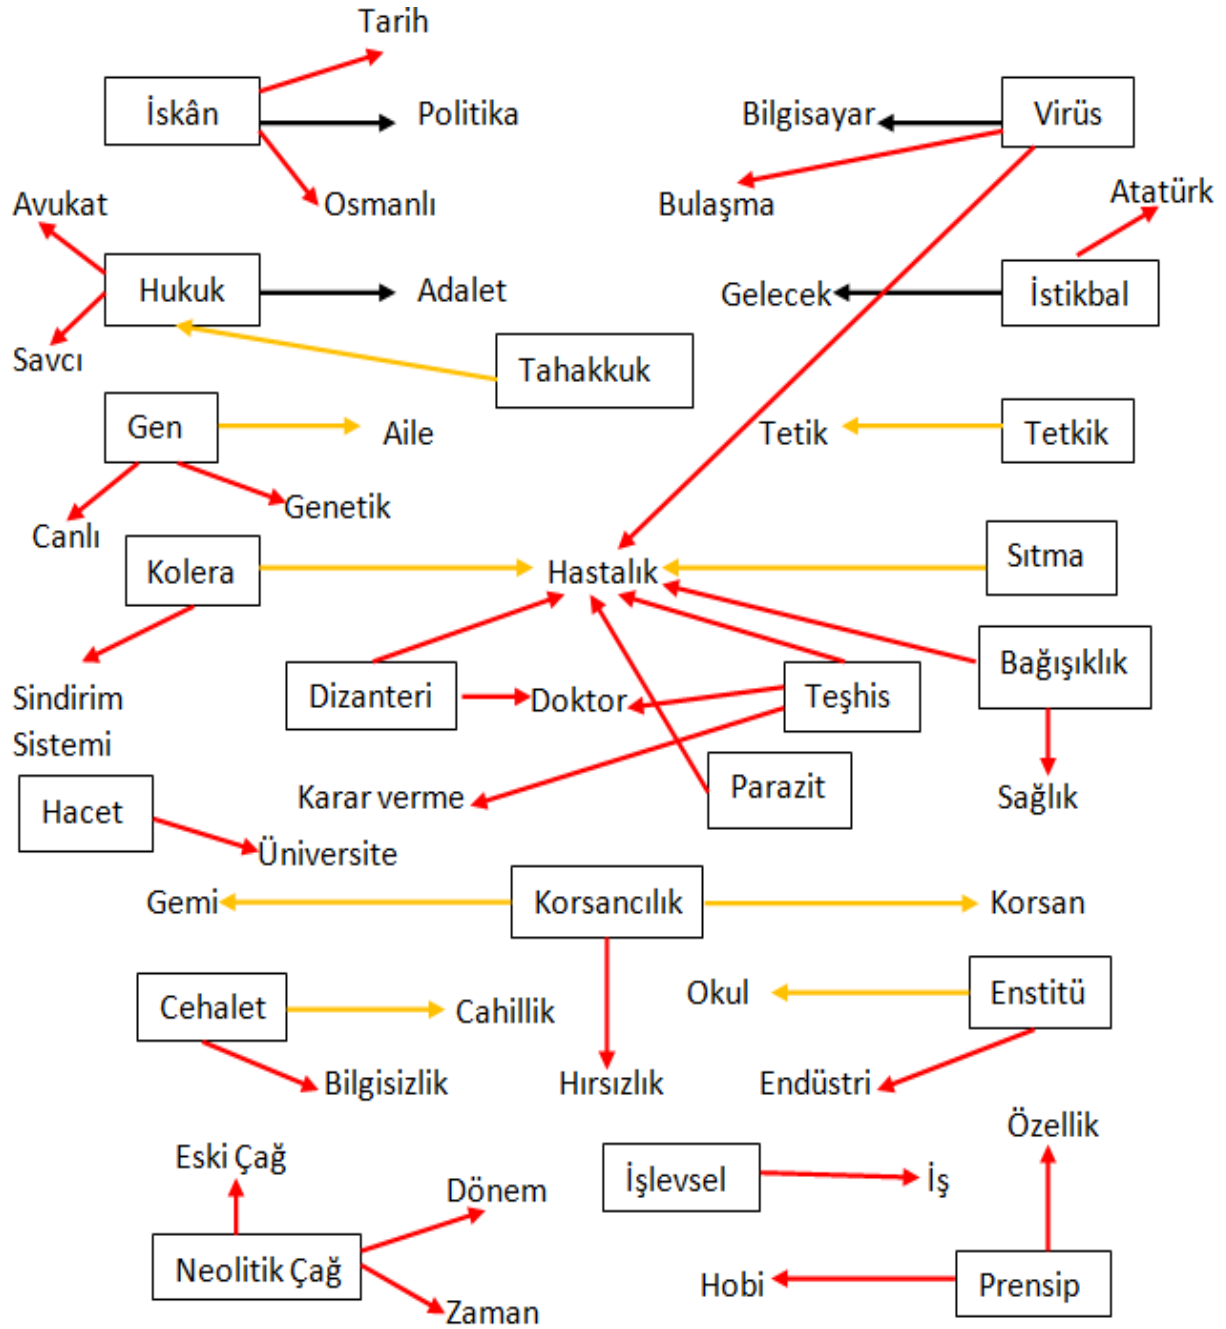 Tarih
İskân
Politika
Bilgisayar
Virüs
Avukat
Osmanlı
Bulaşma
Atatürk
Hukuk
Adalet
Gelecek
İstikbal
Savcı
Tahakkuk
Gen
Aile
Tetik
Tetkik
Genetik
Canlı
Kolera
Hastalık
Sıtma
Sindirim
Sistemi
Dizanteri
Doktor
Teşhis
Bağışıklık
Hacet
Karar verme
Parazit
Sağlık
Üniversite
Gemi
Korsancılık
Korsan
Cehalet
Cahillik
Okul
Enstitü
Bilgisizlik
Hırsızlık
Endüstri
Özellik
Eski Çağ
Dönem
İşlevsel
İş
Neolitik Çağ
Zaman
Hobi
Prensip